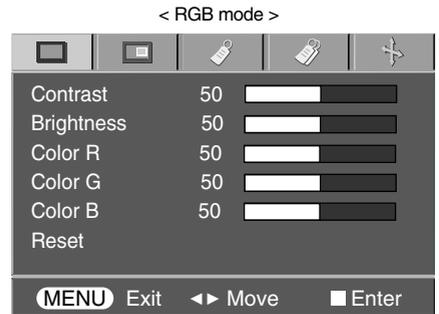 < RGB mode >
Contrast 50
Brightness 50
Color R 50
Color G 50
Color B 50
Reset
MENU Exit ◄► Move ■ Enter